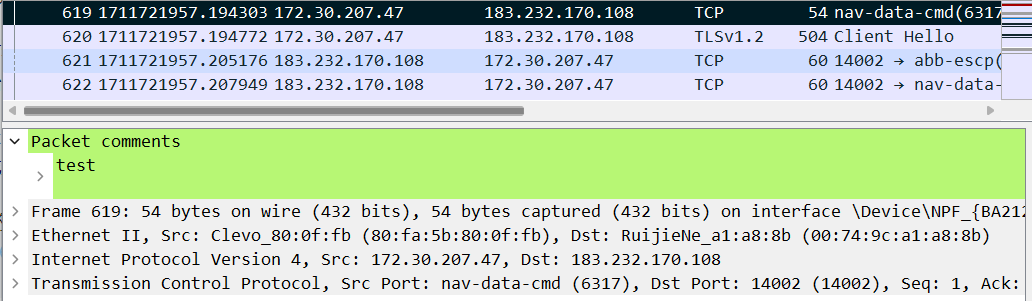 619 1711721957.194303 172.30.207.47 183.232.170.108 TCP 54 nav-data-cmd(6317)
620 1711721957.194772 172.30.207.47 183.232.170.108 TLSv1.2 504 Client Hello
621 1711721957.205176 183.232.170.108 172.30.207.47 TCP 60 14002 → abb-escp(
622 1711721957.207949 183.232.170.108 172.30.207.47 TCP 60 14002 → nav-data-
Packet comments
test
Frame 619: 54 bytes on wire (432 bits), 54 bytes captured (432 bits) on interface \Device\NPF_{BA212
Ethernet II, Src: Clevo_80:0f:fb (80:fa:5b:80:0f:fb), Dst: RuijieNe_a1:a8:8b (00:74:9c:a1:a8:8b)
Internet Protocol Version 4, Src: 172.30.207.47, Dst: 183.232.170.108
Transmission Control Protocol, Src Port: nav-data-cmd (6317), Dst Port: 14002 (14002), Seq: 1, Ack: